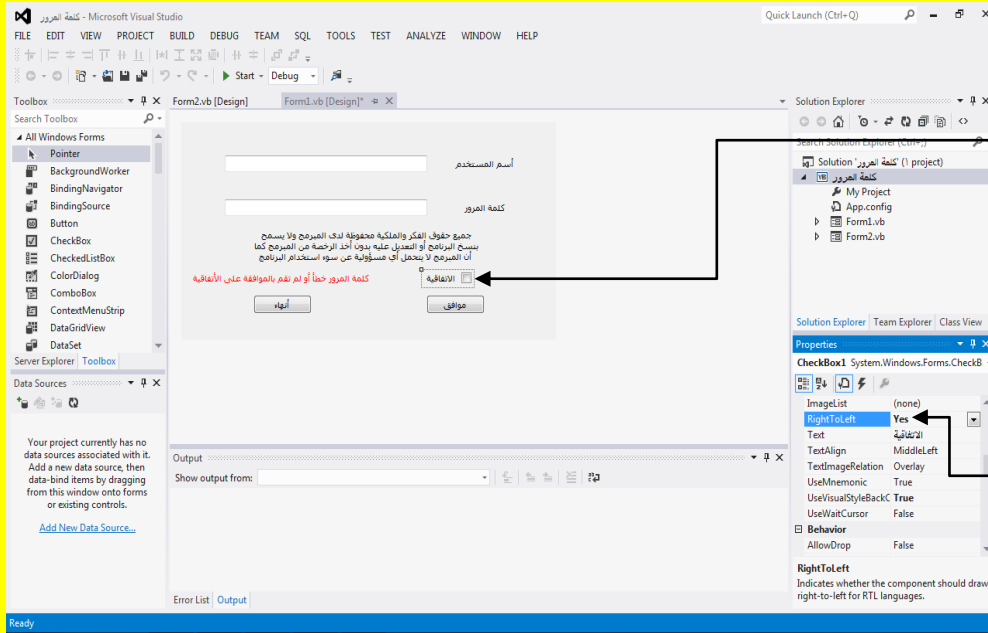 كلمة المرور - Microsoft Visual Studio
Quick Launch (Ctrl+Q)
FILE EDIT VIEW PROJECT BUILD DEBUG TEAM SQL TOOLS TEST ANALYZE WINDOW HELP
Start
Debug
Toolbox
Search Toolbox
All Windows Forms
Pointer
BackgroundWorker
BindingNavigator
BindingSource
Button
CheckBox
CheckedListBox
ColorDialog
ComboBox
ContextMenuStrip
DataGridView
DataSet
Server Explorer Toolbox
Data Sources
Your project currently has no
data sources associated with it.
Add a new data source, then
data-bind items by dragging
from this window onto forms
or existing controls.
Add New Data Source...
Form2.vb [Design] Form1.vb [Design]*
أسم المستخدم
كلمة المرور
جميع حقوق الفكر والملكية محفوظة لدى المبرمج ولا يسمح
بنسخ البرنامج أو التعديل عليه بدون أخذ الرخصة من المبرمج كما
أن المبرمج لا يتحمل أي مسؤولية عن سوء استخدام البرنامج
الاتفاقية
كلمة المرور خطأ أو لم تقم بالموافقة على الأتفاقية
موافق
أنهاء
Output
Show output from:
Error List Output
Solution Explorer
Search Solution Explorer (Ctrl+;)
Solution 'كلمة المرور' (١ project)
كلمة المرور
My Project
App.config
Form1.vb
Form2.vb
Solution Explorer Team Explorer Class View
Properties
CheckBox1 System.Windows.Forms.CheckB
ImageList (none)
RightToLeft Yes
Text الاتفاقية
TextAlign MiddleLeft
TextImageRelation Overlay
UseMnemonic True
UseVisualStyleBackC True
UseWaitCursor False
Behavior
AllowDrop False
RightToLeft
Indicates whether the component should draw
right-to-left for RTL languages.
Ready